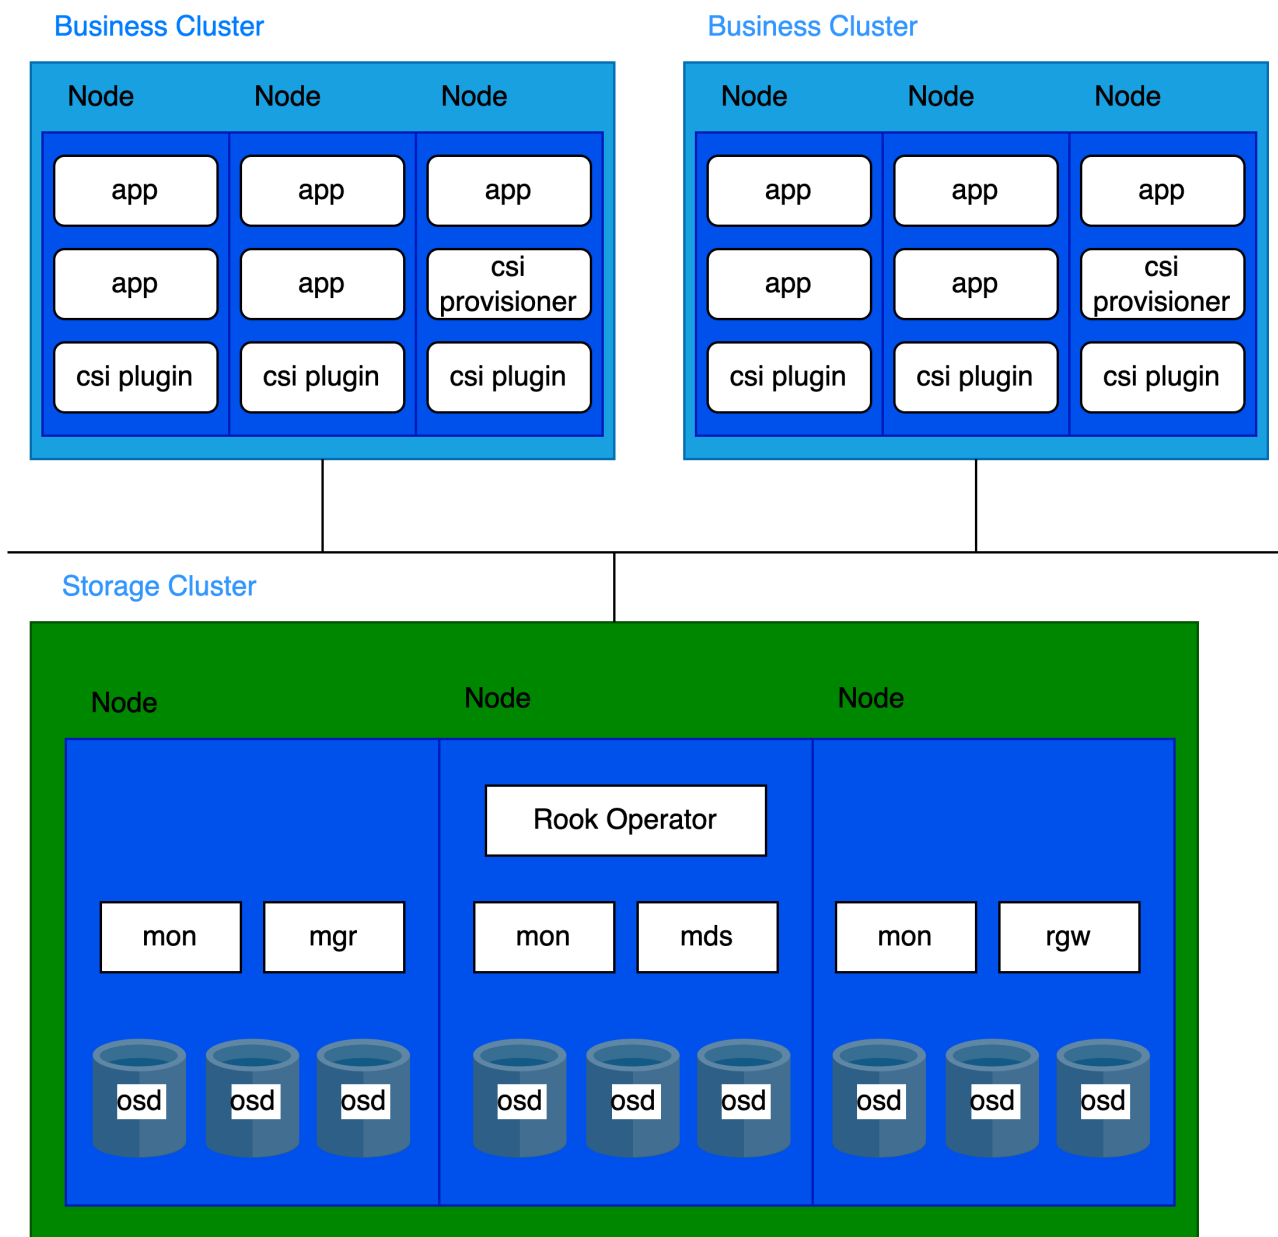 Business Cluster
Business Cluster
Node
Node
Node
Node
Node
Node
app
app
app
app
app
app
app
app
csi
provisioner
app
app
csi
provisioner
csi plugin
csi plugin
csi plugin
csi plugin
csi plugin
csi plugin
Storage Cluster
Node
Node
Node
Rook Operator
mon
mgr
mon
mds
mon
rgw
osd
osd
osd
osd
osd
osd
osd
osd
osd